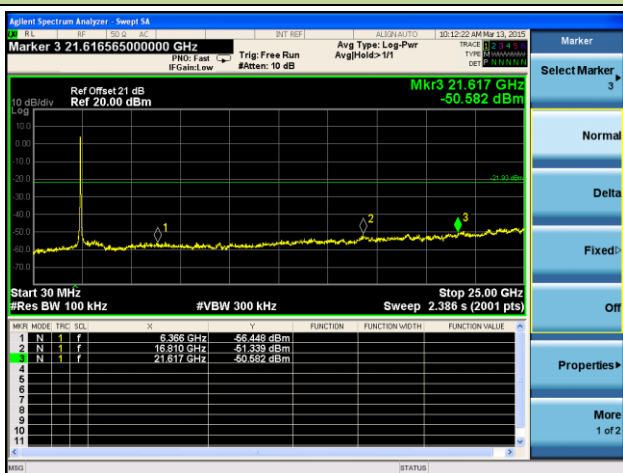 Agilent Spectrum Analyzer - Swept SA
RL RF 50 Ω AC INT REF ALIGN AUTO 10:12:22 AM Mar 13, 2015
Marker 3 21.616565000000 GHz
PNO: Fast
IFGain:Low
Trig: Free Run
#Atten: 10 dB
Avg Type: Log-Pwr
Avg|Hold:>1/1
TRACE 1 2 3 4 5 6
TYPE M
DET P N N N N N
Ref Offset 21 dB
10 dB/div Ref 20.00 dBm
Log
Mkr3 21.617 GHz
-50.582 dBm
10.0
0.00
-10.0
-20.0
-21.93 dBm
-30.0
-40.0
-50.0
-60.0
-70.0
1
2
3
Start 30 MHz
#Res BW 100 kHz
#VBW 300 kHz
Stop 25.00 GHz
Sweep 2.386 s (2001 pts)
MKR MODE TRC SCL X Y FUNCTION FUNCTION WIDTH FUNCTION VALUE
1 N 1 f 6.366 GHz -56.448 dBm
2 N 1 f 16.810 GHz -51.339 dBm
3 N 1 f 21.617 GHz -50.582 dBm
4
5
6
7
8
9
10
11
MSG STATUS
Marker
Select Marker
3
Normal
Delta
Fixed
Off
Properties
More
1 of 2